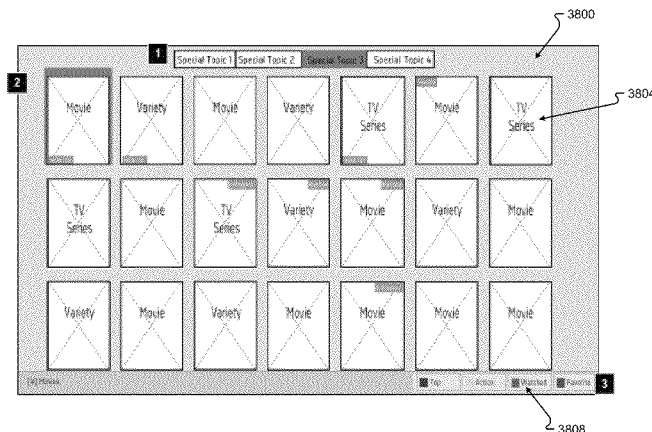 3800
1
Special Topic 1 Special Topic 2 Special Topic 3 Special Topic 4
2
3804
Movie Variety Movie Variety TV Series Movie TV Series
TV Series Movie TV Series Variety Movie Variety Movie
Variety Movie Variety Movie Movie Movie Movie
Top Action Watched Favorite 3
3808